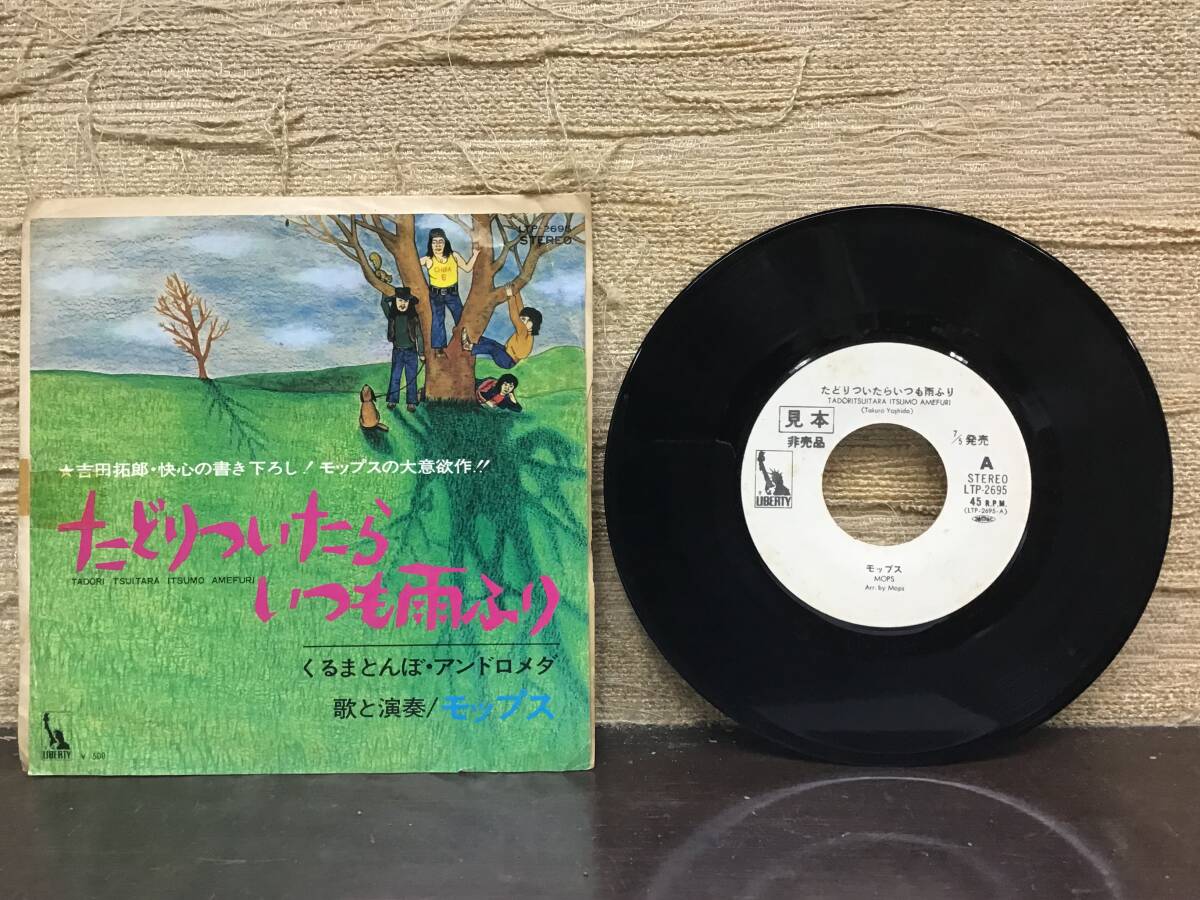 LTP-2695
STEREO
CHIBA
6
★吉田拓郎・快心の書き下ろし!モップスの大意欲作!!
たどりついたら
TADORI TSUITARA ITSUMO AMEFURI
いつも雨ふり
くるまとんぼ・アンドロメダ
歌と演奏/モップス
LIBERTY
¥ 500
たどりついたらいつも雨ふり
TADORITSUITARA ITSUMO AMEFURI
(Takuro Yoshida)
見本
非売品
7/5発売
A
STEREO
LTP-2695
45 R.P.M.
(LTP-2695-A)
LIBERTY
モップス
MOPS
Arr. by Mops